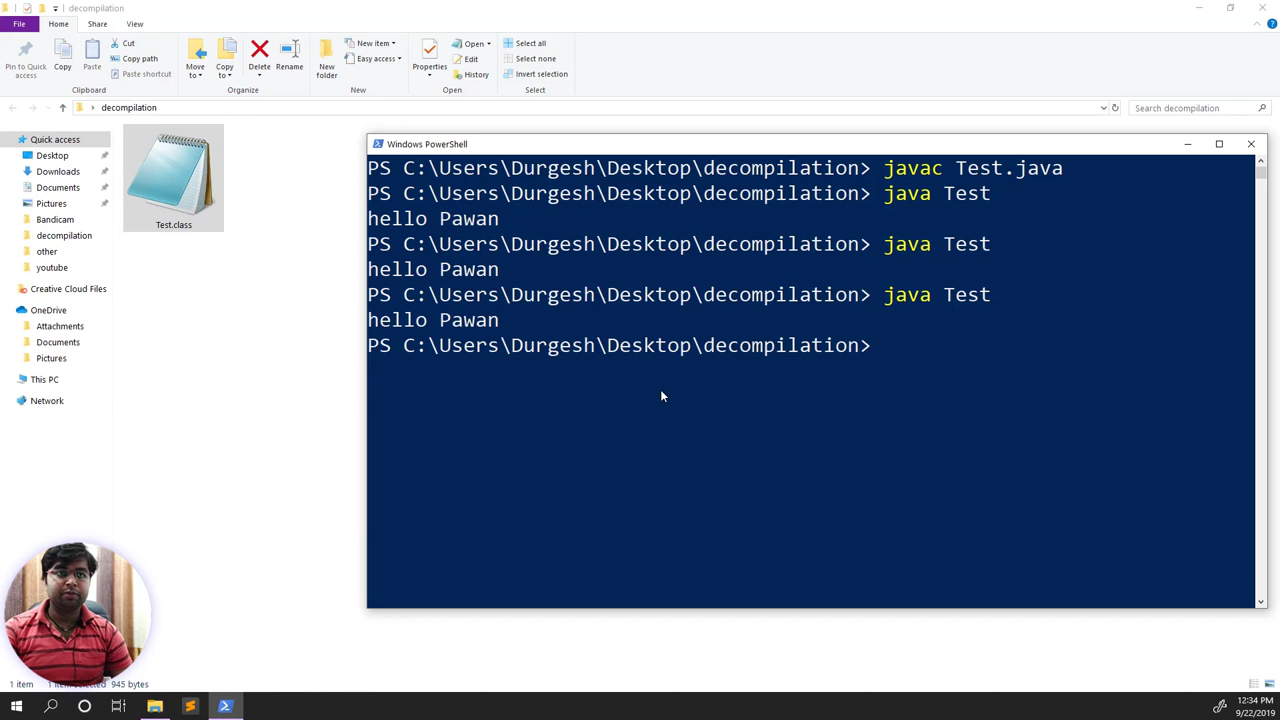 decompilation
File
Home
Share
View
Pin to Quick access
Copy
Paste
Cut
Copy path
Paste shortcut
Clipboard
Move to
Copy to
Delete
Rename
Organize
New folder
New item
Easy access
New
Properties
Open
Edit
History
Open
Select all
Select none
Invert selection
Select
decompilation
Search decompilation
Quick access
Desktop
Downloads
Documents
Pictures
Bandicam
decompilation
other
youtube
Creative Cloud Files
OneDrive
Attachments
Documents
Pictures
This PC
Network
Test.class
Windows PowerShell
PS C:\Users\Durgesh\Desktop\decompilation> javac Test.java
PS C:\Users\Durgesh\Desktop\decompilation> java Test
hello Pawan
PS C:\Users\Durgesh\Desktop\decompilation> java Test
hello Pawan
PS C:\Users\Durgesh\Desktop\decompilation> java Test
hello Pawan
PS C:\Users\Durgesh\Desktop\decompilation>
1 item 1 item selected 945 bytes
12:34 PM
9/22/2019